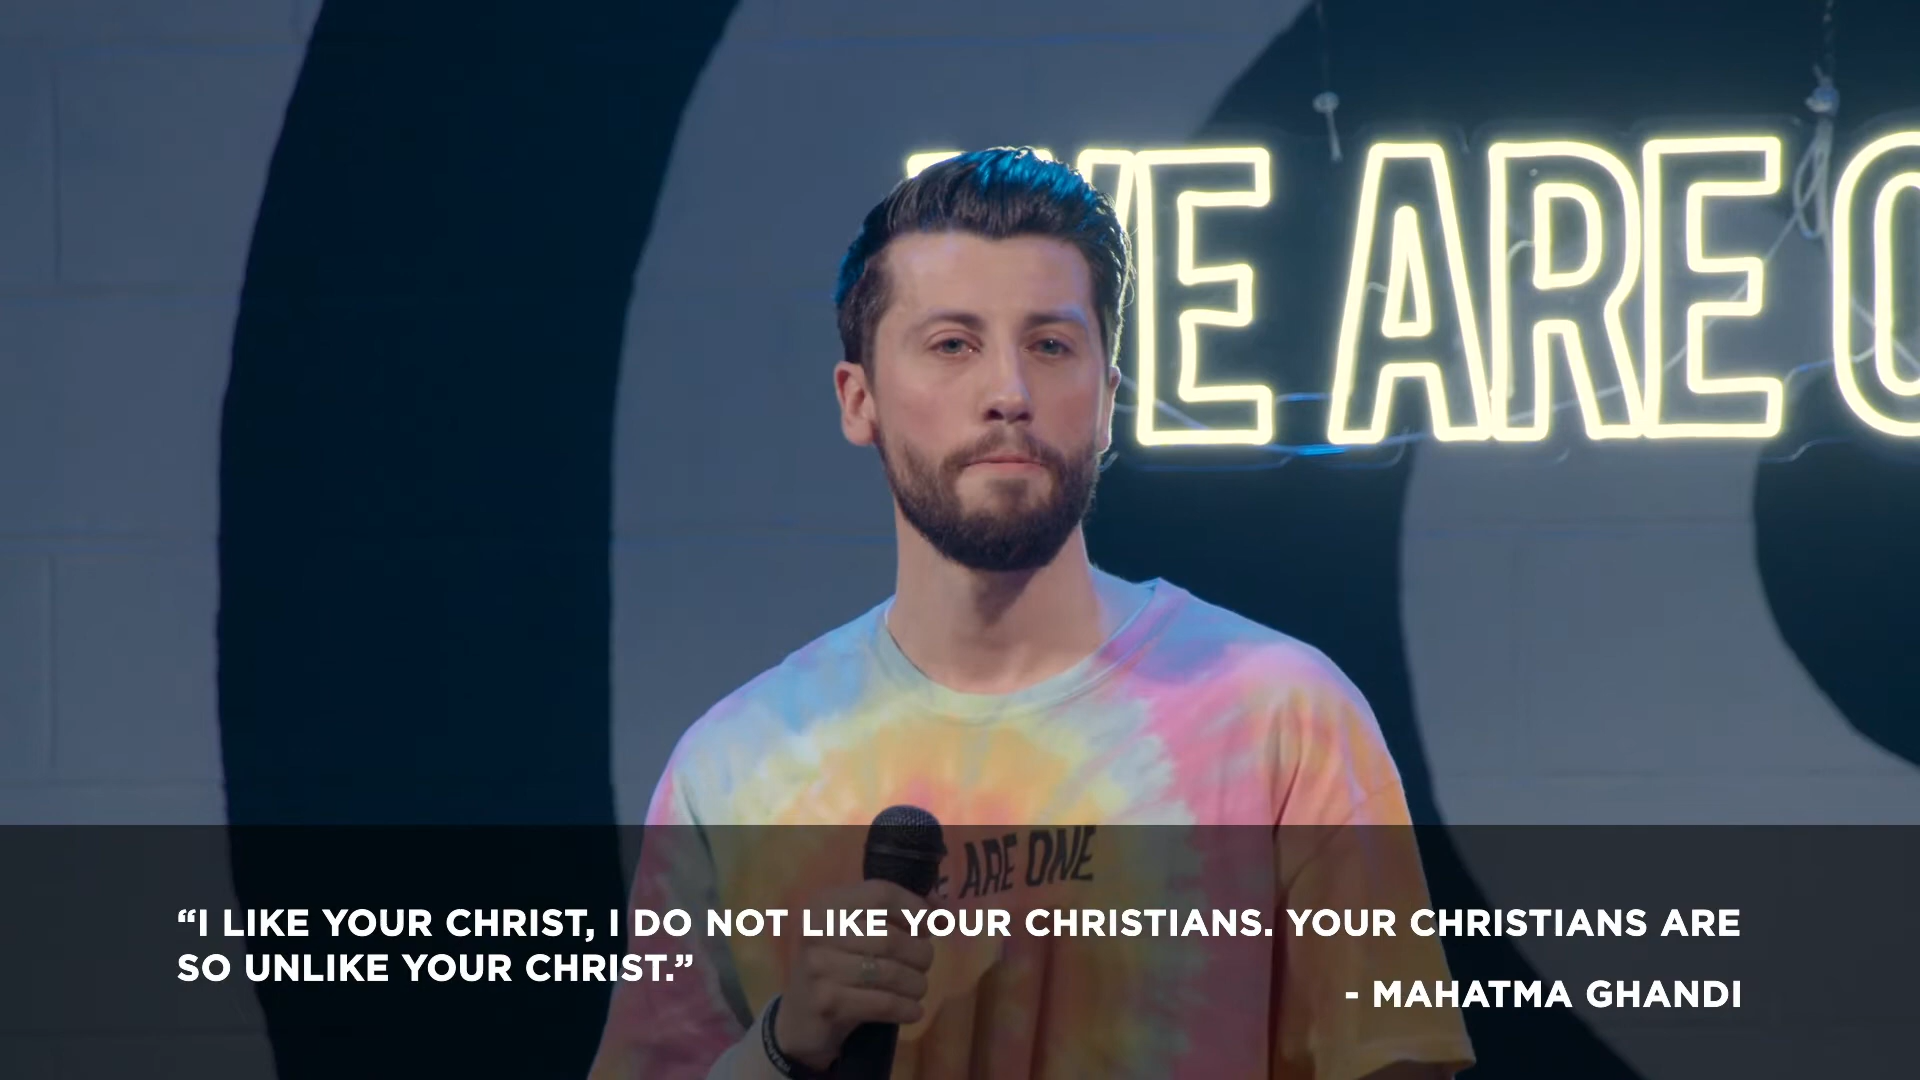 WE ARE O
ARE ONE
“I LIKE YOUR CHRIST, I DO NOT LIKE YOUR CHRISTIANS. YOUR CHRISTIANS ARE
SO UNLIKE YOUR CHRIST.”
- MAHATMA GHANDI